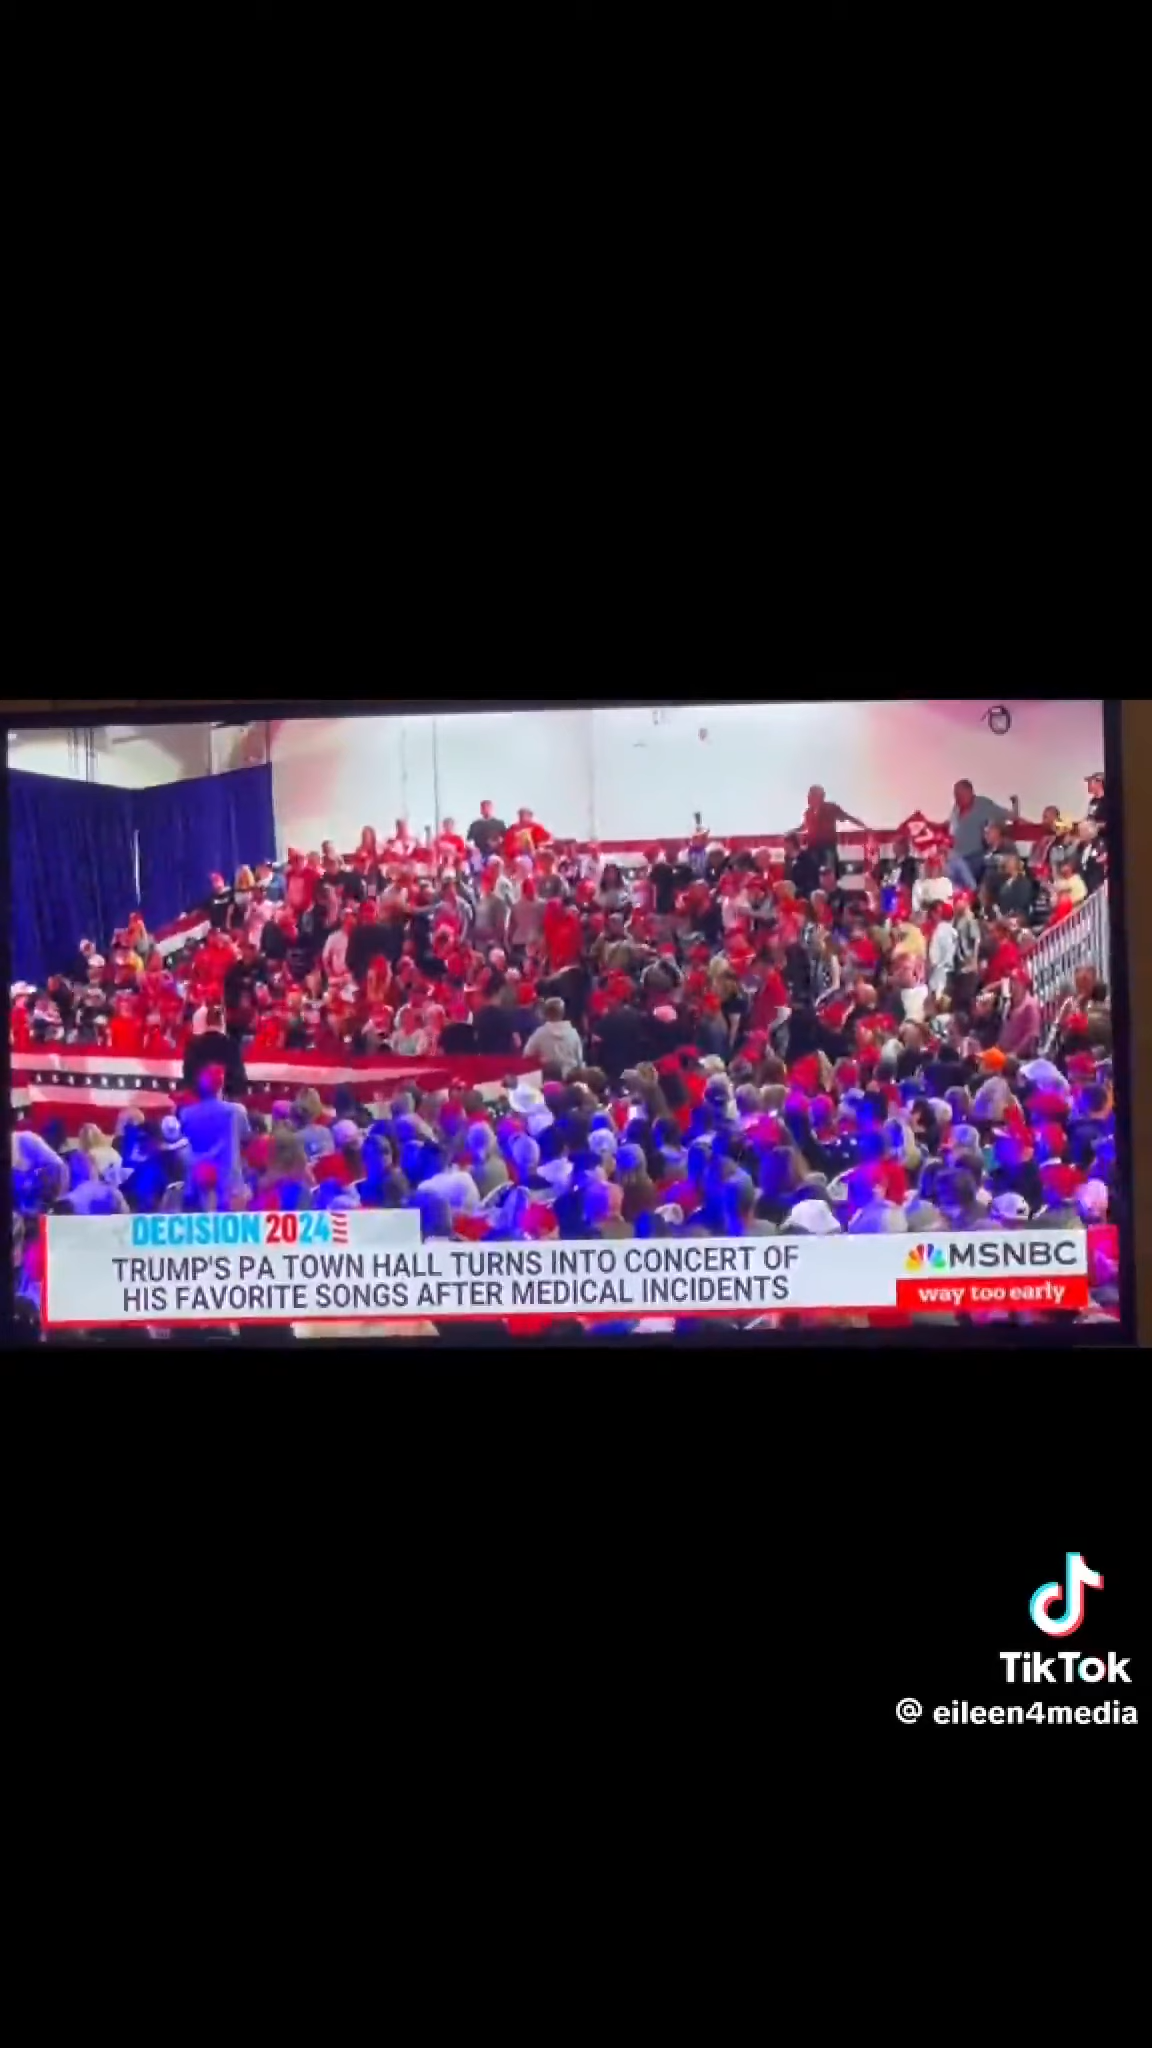 DECISION 2024
TRUMP'S PA TOWN HALL TURNS INTO CONCERT OF
HIS FAVORITE SONGS AFTER MEDICAL INCIDENTS
MSNBC
way too early
TikTok
@ eileen4media